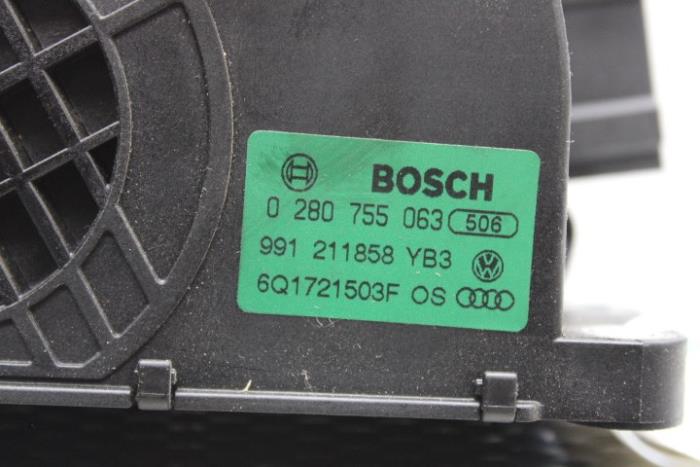 BOSCH
0 280 755 063 506
991 211858 YB3
6Q1721503F OS